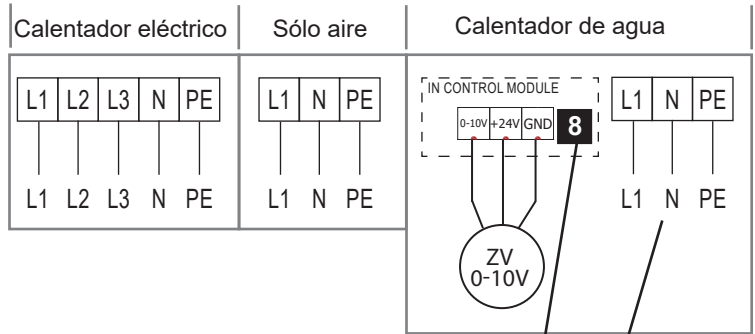 Calentador eléctrico
Sólo aire
Calentador de agua
L1 L2 L3 N PE
L1 L2 L3 N PE
L1 N PE
L1 N PE
IN CONTROL MODULE
0-10V +24V GND 8
ZV
0-10V
L1 N PE
L1 N PE